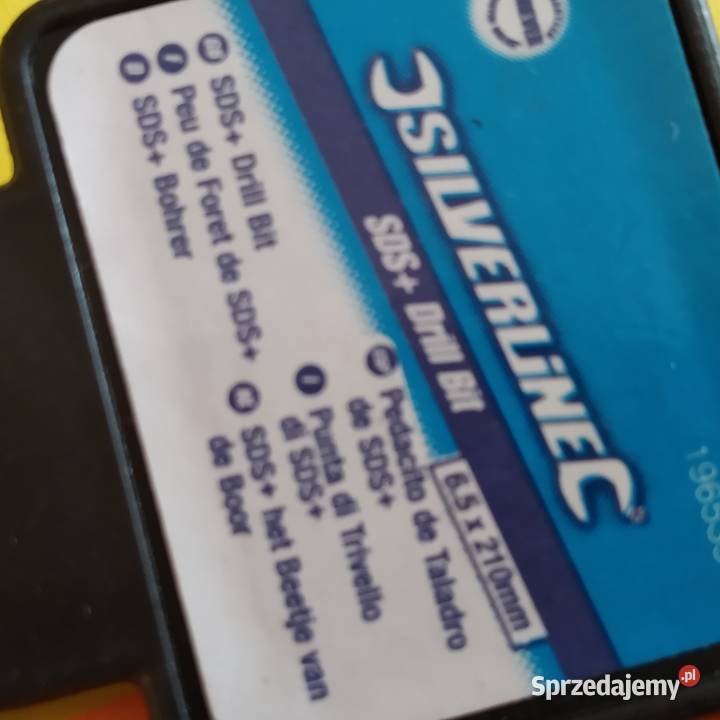 SILVERLINE®
SDS+ Drill Bit
6.5 x 210mm
GB SDS+ Drill Bit
F Peu de Foret de SDS+
D SDS+ Bohrer
Pedacito de Taladro
de SDS+
I Punta di Trivello
di SDS+
SDS+ het Beetje van
de Boor
Sprzedajemy.pl